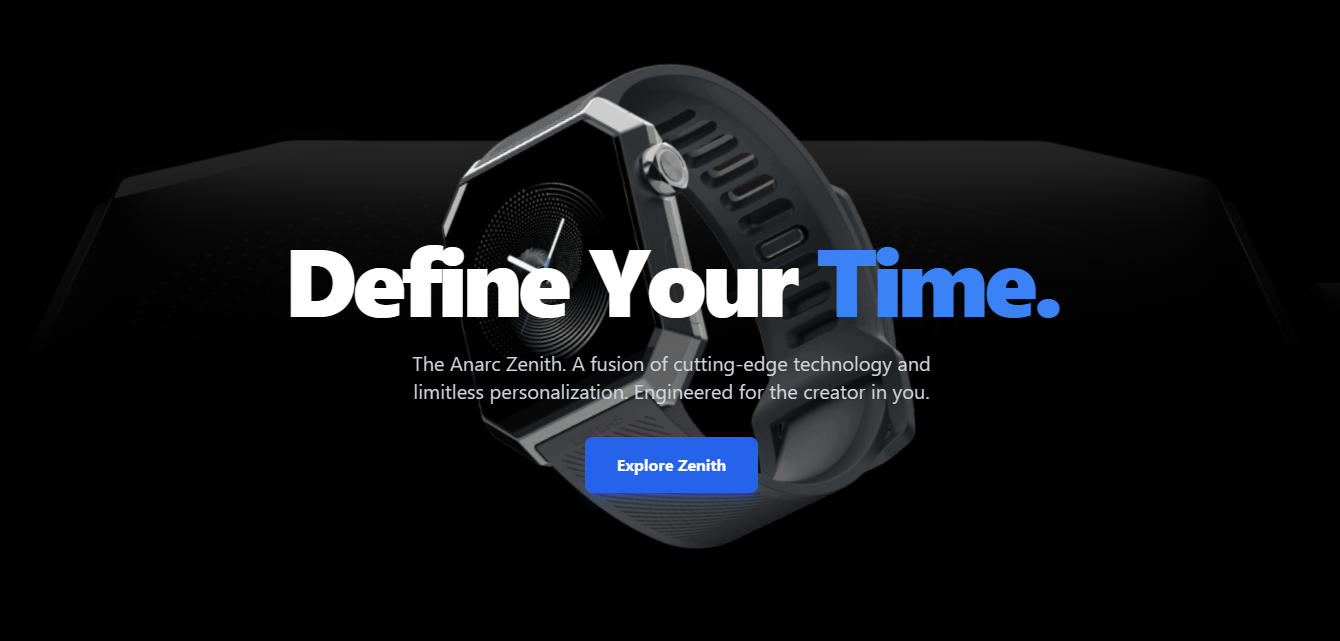 Define Your Time.
The Anarc Zenith. A fusion of cutting-edge technology and
limitless personalization. Engineered for the creator in you.
Explore Zenith